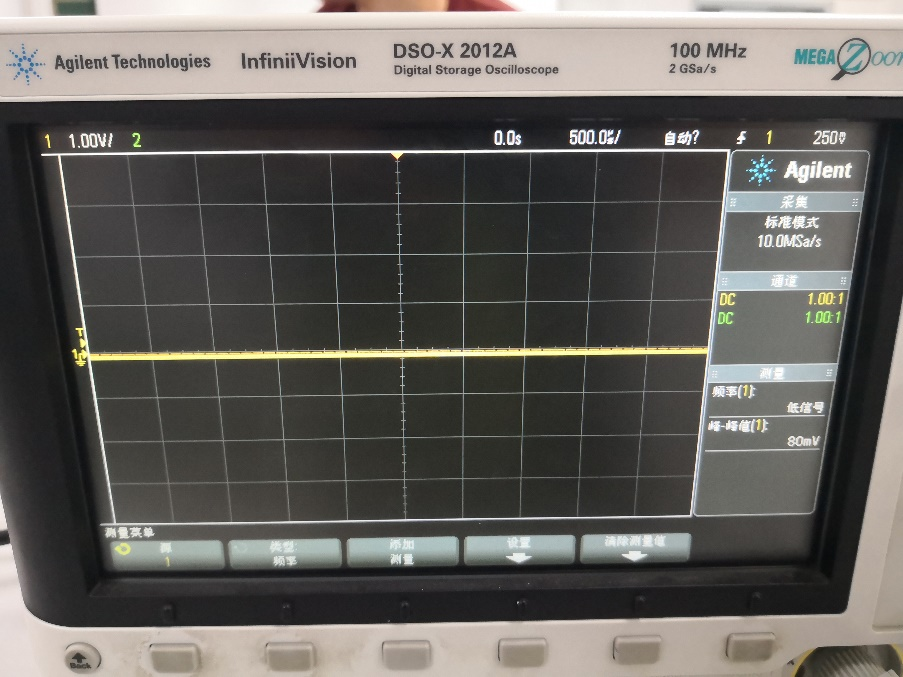 Agilent Technologies InfiniiVision DSO-X 2012A 100 MHz MEGA Zoom
Digital Storage Oscilloscope 2 GSa/s
1 1.00V/ 2 0.0s 500.0㎲/ 自动? 1 250▽
Agilent
采集
标准模式
10.0MSa/s
通道
DC 1.00:1
DC 1.00:1
T
1
测量
频率(1):
低信号
峰-峰值(1):
80mV
测量菜单
源 类型: 添加 设置 清除测量值
1 频率 测量
Back